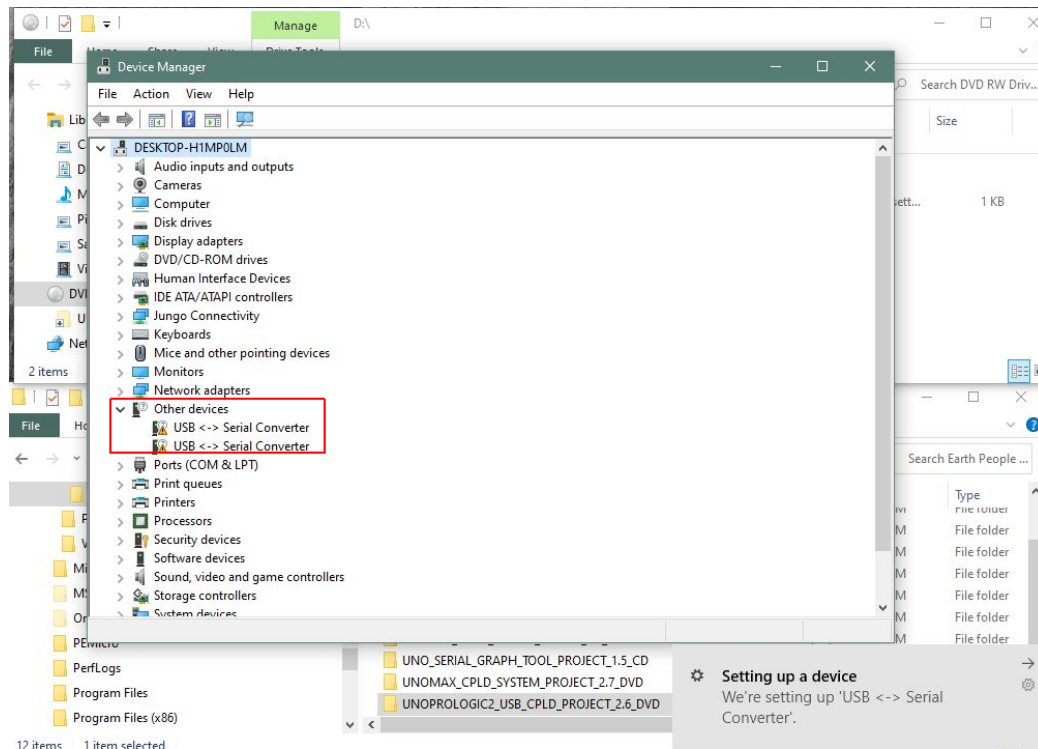 Manage
D:\
File
Search DVD RW Driv...
Size
1 KB
2 items
Device Manager
File Action View Help
DESKTOP-H1MP0LM
Audio inputs and outputs
Cameras
Computer
Disk drives
Display adapters
DVD/CD-ROM drives
Human Interface Devices
IDE ATA/ATAPI controllers
Jungo Connectivity
Keyboards
Mice and other pointing devices
Monitors
Network adapters
Other devices
USB <-> Serial Converter
USB <-> Serial Converter
Ports (COM & LPT)
Print queues
Printers
Processors
Security devices
Software devices
Sound, video and game controllers
Storage controllers
System devices
File
Search Earth People ...
Type
File folder
File folder
File folder
File folder
File folder
File folder
File folder
PEMicro
PerfLogs
Program Files
Program Files (x86)
UNO_SERIAL_GRAPH_TOOL_PROJECT_1.5_CD
UNOMAX_CPLD_SYSTEM_PROJECT_2.7_DVD
UNOPROLOGIC2_USB_CPLD_PROJECT_2.6_DVD
Setting up a device
We're setting up 'USB <-> Serial
Converter'.
12 items 1 item selected